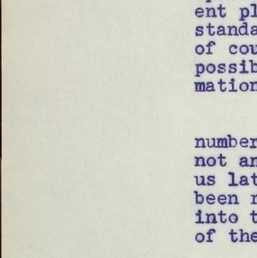 ent pl
standa
of cou
possib
mation
number
not an
us lat
been r
into t
of the